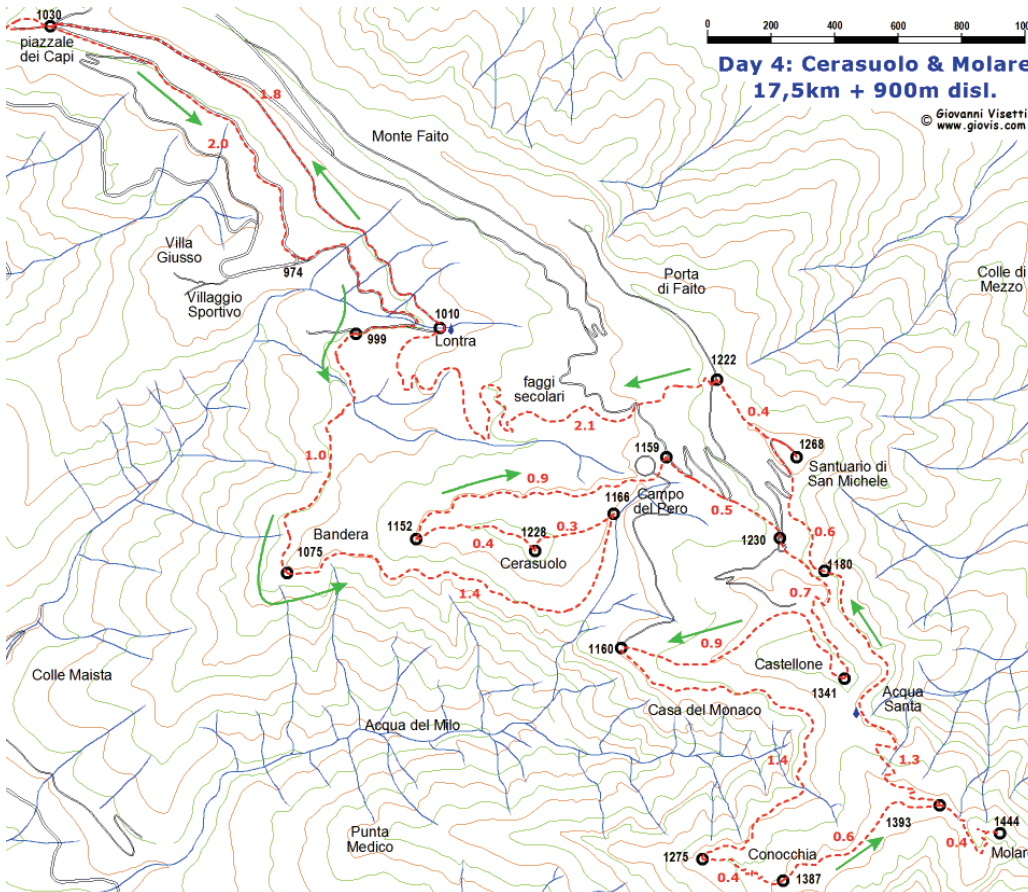 1030
piazzale
dei Capi
0 200 400 600 800
Day 4: Cerasuolo & Molare
17,5km + 900m disl.
© Giovanni Visetti
www.giovis.com
1.8
2.0
Monte Faito
Villa
Giusso
974
Villaggio
Sportivo
Porta
di Faito
Colle di
Mezzo
1010
Lontra
999
1222
faggi
secolari
2.1
0.4
1.0
1159
1268
Santuario di
San Michele
0.9
1166
Campo
del Pero
0.5
Bandera
1152
0.4
1228
0.3
Cerasuolo
1230
0.6
1180
1075
1.4
0.7
1160
0.9
Castellone
1341
Colle Maista
Casa del Monaco
Acqua
Santa
Acqua del Milo
1.4
1.3
Punta
Medico
1393
1444
0.6
0.4
1275
Conocchia
0.4
1387